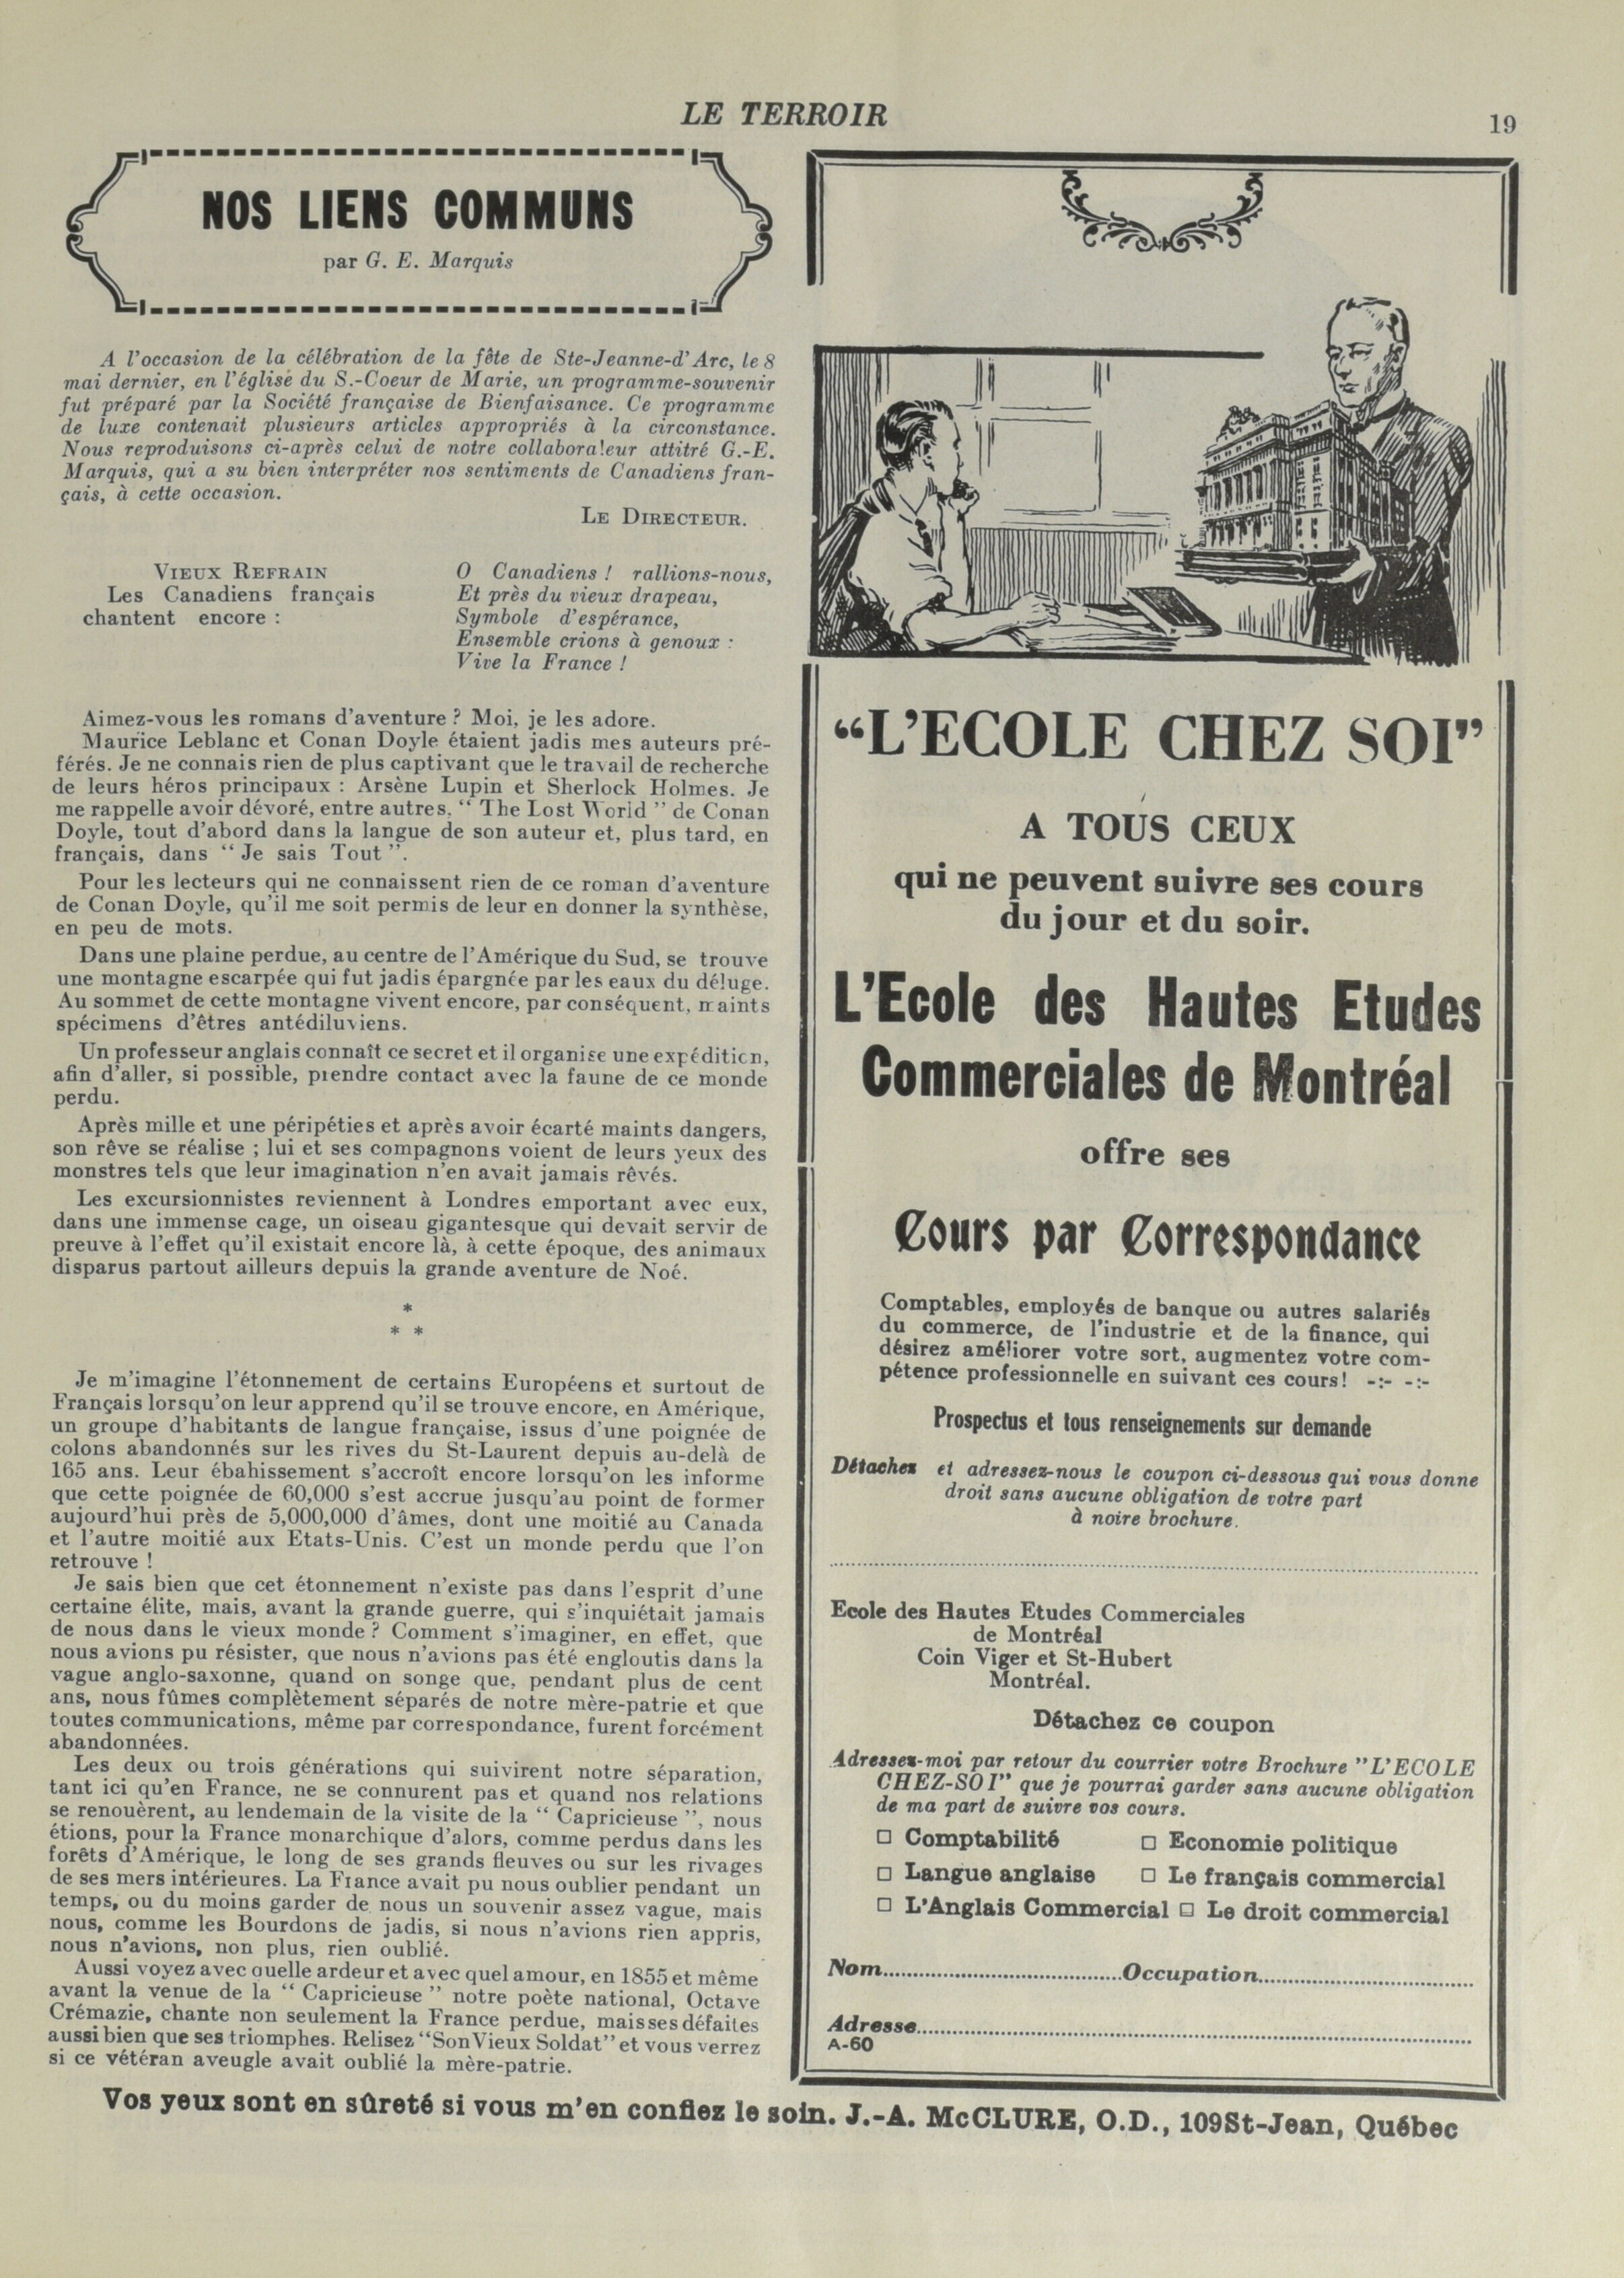 LE TERROIR
19
NOS LIENS COMMUNS
par G. E. Marquis
A l'occasion de la célébration de la fête de Ste-Jeanne-d'Arc, le 8
mai dernier, en l'église du S.-Coeur de Marie, un programme-souvenir
fut préparé par la Société française de Bienfaisance. Ce programme
de luxe contenait plusieurs articles appropriés à la circonstance.
Nous reproduisons ci-après celui de notre collaborateur attitré G.-E.
Marquis, qui a su bien interpréter nos sentiments de Canadiens fran-
çais, à cette occasion.
LE DIRECTEUR.
VIEUX REFRAIN
Les Canadiens français
chantent encore :
O Canadiens ! rallions-nous,
Et près du vieux drapeau,
Symbole d'espérance,
Ensemble crions à genoux :
Vive la France !
Aimez-vous les romans d'aventure ? Moi, je les adore.
Maurice Leblanc et Conan Doyle étaient jadis mes auteurs pré-
férés. Je ne connais rien de plus captivant que le travail de recherche
de leurs héros principaux : Arsène Lupin et Sherlock Holmes. Je
me rappelle avoir dévoré, entre autres, " The Lost World " de Conan
Doyle, tout d'abord dans la langue de son auteur et, plus tard, en
français, dans " Je sais Tout ".
Pour les lecteurs qui ne connaissent rien de ce roman d'aventure
de Conan Doyle, qu'il me soit permis de leur en donner la synthèse,
en peu de mots.
Dans une plaine perdue, au centre de l'Amérique du Sud, se trouve
une montagne escarpée qui fut jadis épargnée par les eaux du déluge.
Au sommet de cette montagne vivent encore, par conséquent, maints
spécimens d'êtres antédiluviens.
Un professeur anglais connaît ce secret et il organise une expédition,
afin d'aller, si possible, prendre contact avec la faune de ce monde
perdu.
Après mille et une péripéties et après avoir écarté maints dangers,
son rêve se réalise ; lui et ses compagnons voient de leurs yeux des
monstres tels que leur imagination n'en avait jamais rêvés.
Les excursionnistes reviennent à Londres emportant avec eux,
dans une immense cage, un oiseau gigantesque qui devait servir de
preuve à l'effet qu'il existait encore là, à cette époque, des animaux
disparus partout ailleurs depuis la grande aventure de Noé.
*
* *
Je m'imagine l'étonnement de certains Européens et surtout de
Français lorsqu'on leur apprend qu'il se trouve encore, en Amérique,
un groupe d'habitants de langue française, issus d'une poignée de
colons abandonnés sur les rives du St-Laurent depuis au-delà de
165 ans. Leur ébahissement s'accroît encore lorsqu'on les informe
que cette poignée de 60,000 s'est accrue jusqu'au point de former
aujourd'hui près de 5,000,000 d'âmes, dont une moitié au Canada
et l'autre moitié aux Etats-Unis. C'est un monde perdu que l'on
retrouve !
Je sais bien que cet étonnement n'existe pas dans l'esprit d'une
certaine élite, mais, avant la grande guerre, qui s'inquiétait jamais
de nous dans le vieux monde ? Comment s'imaginer, en effet, que
nous avions pu résister, que nous n'avions pas été engloutis dans la
vague anglo-saxonne, quand on songe que, pendant plus de cent
ans, nous fûmes complètement séparés de notre mère-patrie et que
toutes communications, même par correspondance, furent forcément
abandonnées.
Les deux ou trois générations qui suivirent notre séparation,
tant ici qu'en France, ne se connurent pas et quand nos relations
se renouèrent, au lendemain de la visite de la " Capricieuse ", nous
étions, pour la France monarchique d'alors, comme perdus dans les
forêts d'Amérique, le long de ses grands fleuves ou sur les rivages
de ses mers intérieures. La France avait pu nous oublier pendant un
temps, ou du moins garder de nous un souvenir assez vague, mais
nous, comme les Bourdons de jadis, si nous n'avions rien appris,
nous n'avions, non plus, rien oublié.
Aussi voyez avec quelle ardeur et avec quel amour, en 1855 et même
avant la venue de la " Capricieuse " notre poète national, Octave
Crémazie, chante non seulement la France perdue, mais ses défaites
aussi bien que ses triomphes. Relisez "Son Vieux Soldat" et vous verrez
si ce vétéran aveugle avait oublié la mère-patrie.
"L'ECOLE CHEZ SOI"
A TOUS CEUX
qui ne peuvent suivre ses cours
du jour et du soir.
L'Ecole des Hautes Etudes
Commerciales de Montréal
offre ses
Cours par Correspondance
Comptables, employés de banque ou autres salariés
du commerce, de l'industrie et de la finance, qui
désirez améliorer votre sort, augmentez votre com-
pétence professionnelle en suivant ces cours! -:- -:-
Prospectus et tous renseignements sur demande
Détachez et adressez-nous le coupon ci-dessous qui vous donne
droit sans aucune obligation de votre part
à notre brochure.
Ecole des Hautes Etudes Commerciales
de Montréal
Coin Viger et St-Hubert
Montréal.
Détachez ce coupon
Adressez-moi par retour du courrier votre Brochure "L'ECOLE
CHEZ-SOI" que je pourrai garder sans aucune obligation
de ma part de suivre vos cours.
□ Comptabilité □ Economie politique
□ Langue anglaise □ Le français commercial
□ L'Anglais Commercial □ Le droit commercial
Nom........................................Occupation....................................
Adresse................................................................................
A-60
Vos yeux sont en sûreté si vous m'en confiez le soin. J.-A. McCLURE, O.D., 109 St-Jean, Québec